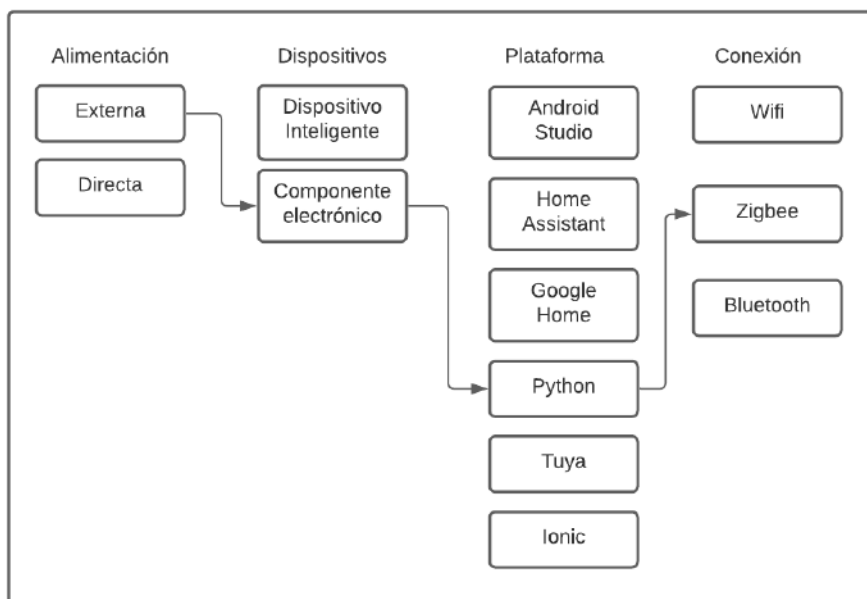 Alimentación
Dispositivos
Plataforma
Conexión
Externa
Directa
Dispositivo
Inteligente
Componente
electrónico
Android
Studio
Home
Assistant
Google
Home
Python
Tuya
Ionic
Wifi
Zigbee
Bluetooth